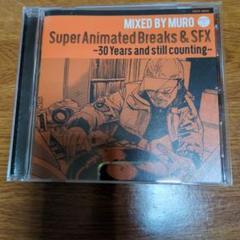 MIXED BY MURO
Super Animated Breaks & SFX
-30 Years and still counting-